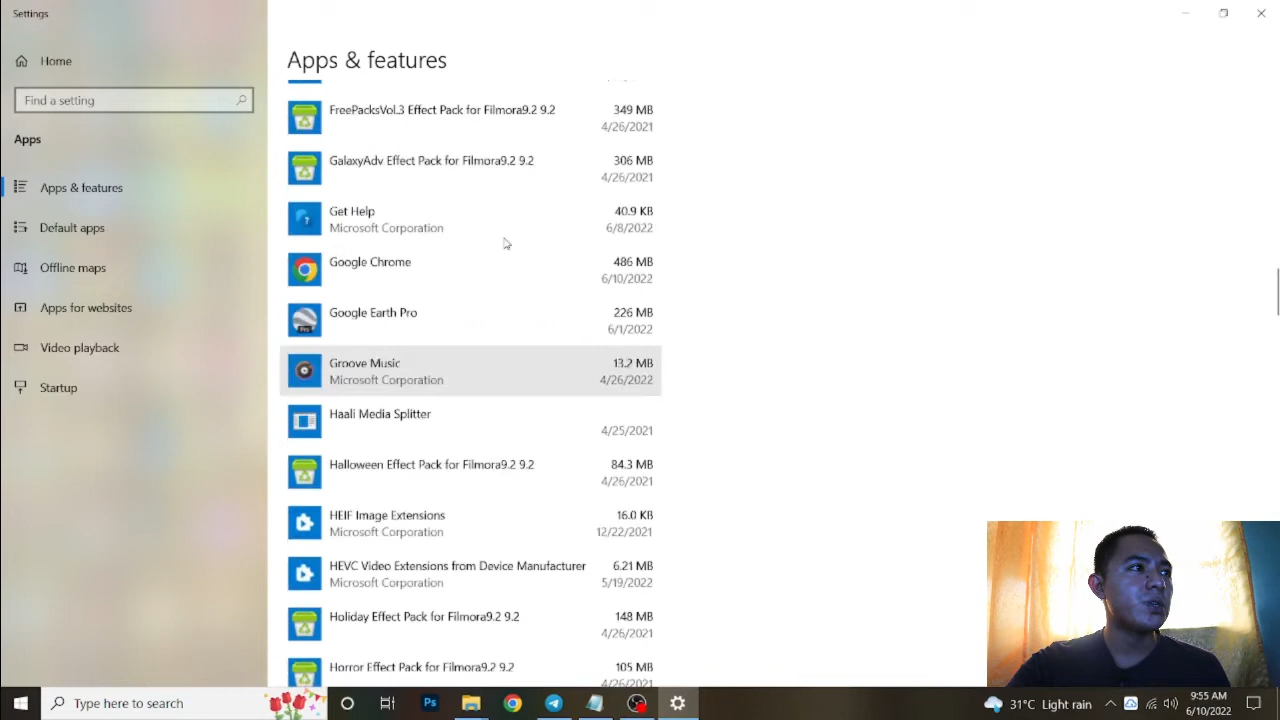 Settings
Home
Find a setting
Apps
Apps & features
Default apps
Offline maps
Apps for websites
Video playback
Startup
Apps & features
FreePacksVol.3 Effect Pack for Filmora9.2 9.2 349 MB
4/26/2021
GalaxyAdv Effect Pack for Filmora9.2 9.2 306 MB
4/26/2021
Get Help 40.9 KB
Microsoft Corporation 6/8/2022
Google Chrome 486 MB
6/10/2022
Google Earth Pro 226 MB
6/1/2022
Groove Music 13.2 MB
Microsoft Corporation 4/26/2022
Haali Media Splitter
4/25/2021
Halloween Effect Pack for Filmora9.2 9.2 84.3 MB
4/26/2021
HEIF Image Extensions 16.0 KB
Microsoft Corporation 12/22/2021
HEVC Video Extensions from Device Manufacturer 6.21 MB
Microsoft Corporation 5/19/2022
Holiday Effect Pack for Filmora9.2 9.2 148 MB
4/26/2021
Horror Effect Pack for Filmora9.2 9.2 105 MB
4/26/2021
Type here to search
Ps
31°C Light rain
9:55 AM
6/10/2022